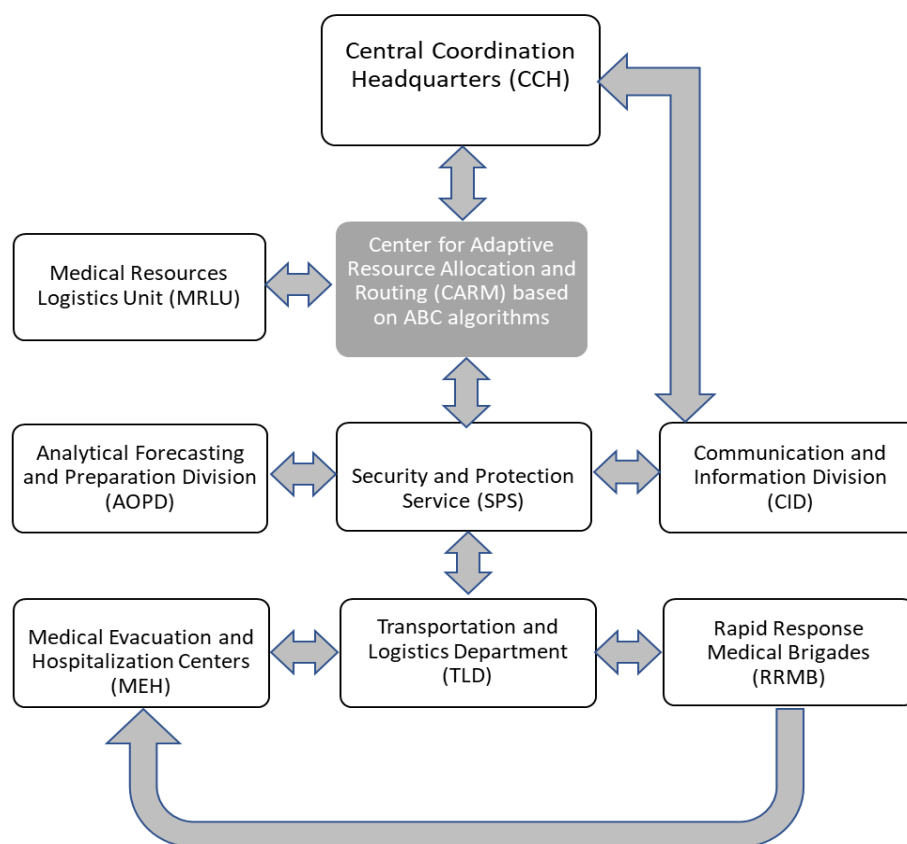 Central Coordination
Headquarters (CCH)
Medical Resources
Logistics Unit (MRLU)
Center for Adaptive
Resource Allocation and
Routing (CARM) based
on ABC algorithms
Analytical Forecasting
and Preparation Division
(AOPD)
Security and Protection
Service (SPS)
Communication and
Information Division
(CID)
Medical Evacuation and
Hospitalization Centers
(MEH)
Transportation and
Logistics Department
(TLD)
Rapid Response
Medical Brigades
(RRMB)